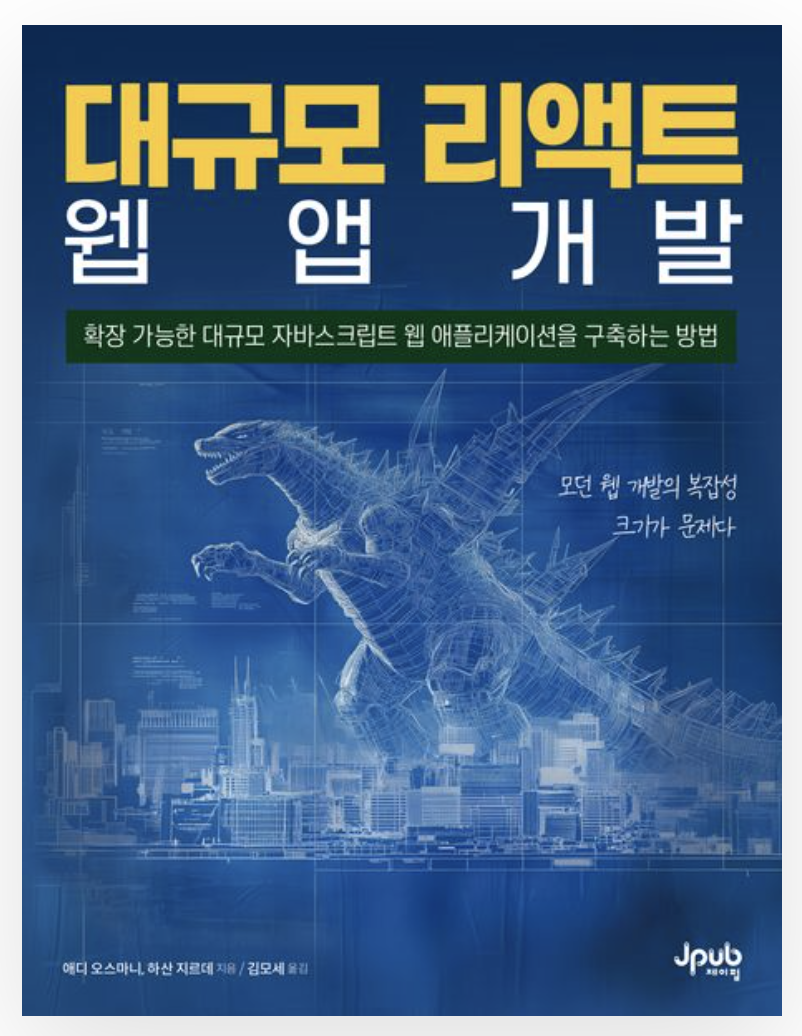 대규모 리액트
웹 앱 개발
확장 가능한 대규모 자바스크립트 웹 애플리케이션을 구축하는 방법
모던 웹 개발의 복잡성
크기가 문제다
애디 오스마니, 하산 지르데 지음 / 김모세 옮김
Jpub
제이펍